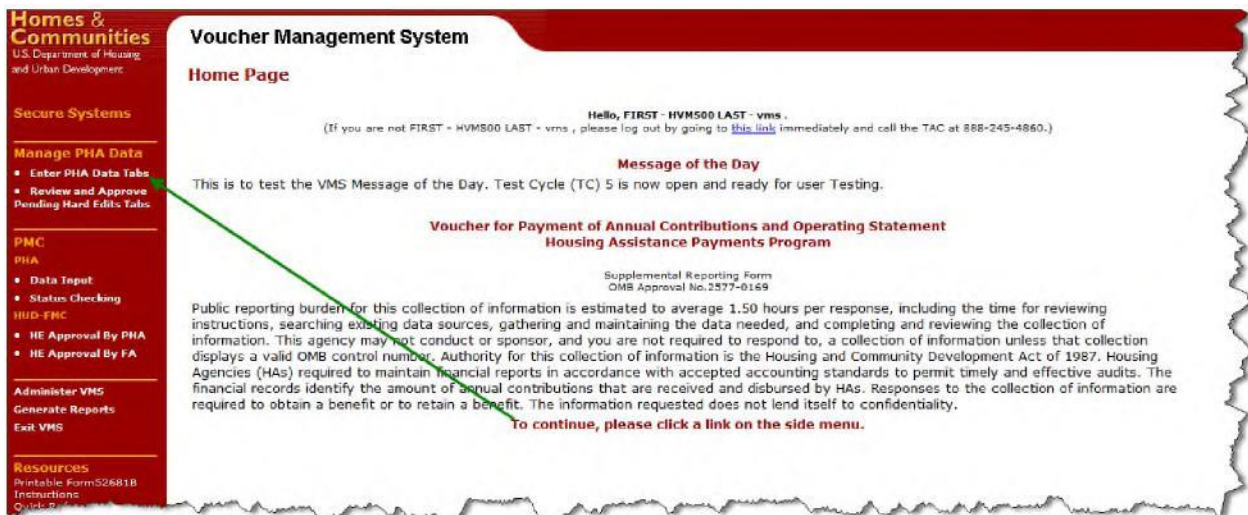 Homes &
Communities
U.S. Department of Housing
and Urban Development
Secure Systems
Manage PHA Data
• Enter PHA Data Tabs
• Review and Approve
Pending Hard Edits Tabs
PMC
PHA
• Data Input
• Status Checking
HUD-FMC
• HE Approval By PHA
• HE Approval By FA
Administer VMS
Generate Reports
Exit VMS
Resources
Printable Form52681B
Instructions
Voucher Management System
Home Page
Hello, FIRST - HVMS00 LAST - vms .
(If you are not FIRST - HVMS00 LAST - vms , please log out by going to this link immediately and call the TAC at 888-245-4860.)
Message of the Day
This is to test the VMS Message of the Day. Test Cycle (TC) 5 is now open and ready for user Testing.
Voucher for Payment of Annual Contributions and Operating Statement
Housing Assistance Payments Program
Supplemental Reporting Form
OMB Approval No.2577-0169
Public reporting burden for this collection of information is estimated to average 1.50 hours per response, including the time for reviewing
instructions, searching existing data sources, gathering and maintaining the data needed, and completing and reviewing the collection of
information. This agency may not conduct or sponsor, and you are not required to respond to, a collection of information unless that collection
displays a valid OMB control number. Authority for this collection of information is the Housing and Community Development Act of 1987. Housing
Agencies (HAs) required to maintain financial reports in accordance with accepted accounting standards to permit timely and effective audits. The
financial records identify the amount of annual contributions that are received and disbursed by HAs. Responses to the collection of information are
required to obtain a benefit or to retain a benefit. The information requested does not lend itself to confidentiality.
To continue, please click a link on the side menu.